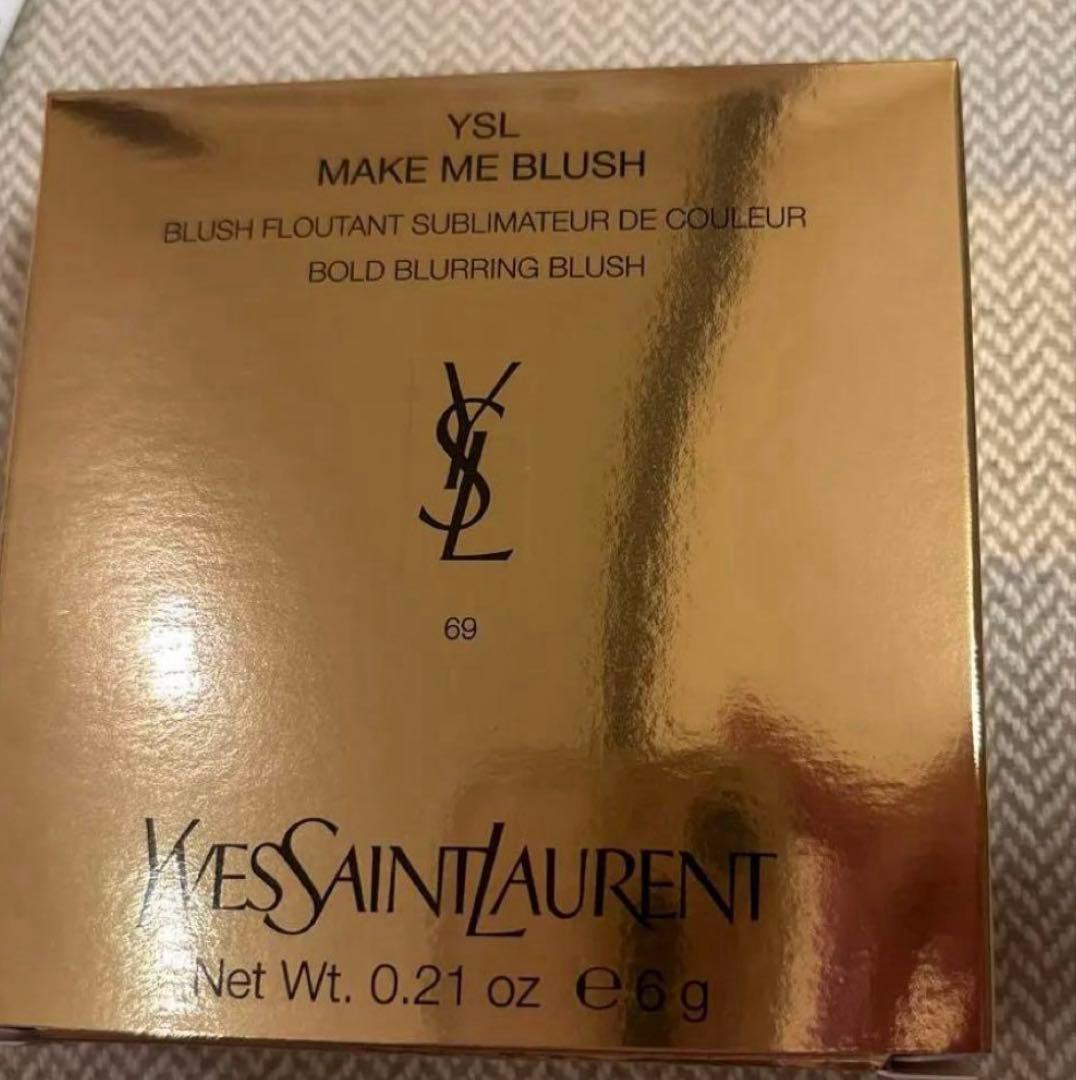 YSL
MAKE ME BLUSH
BLUSH FLOUTANT SUBLIMATEUR DE COULEUR
BOLD BLURRING BLUSH
YSL
69
YVESSAINTLAURENT
Net Wt. 0.21 oz ℮ 6 g